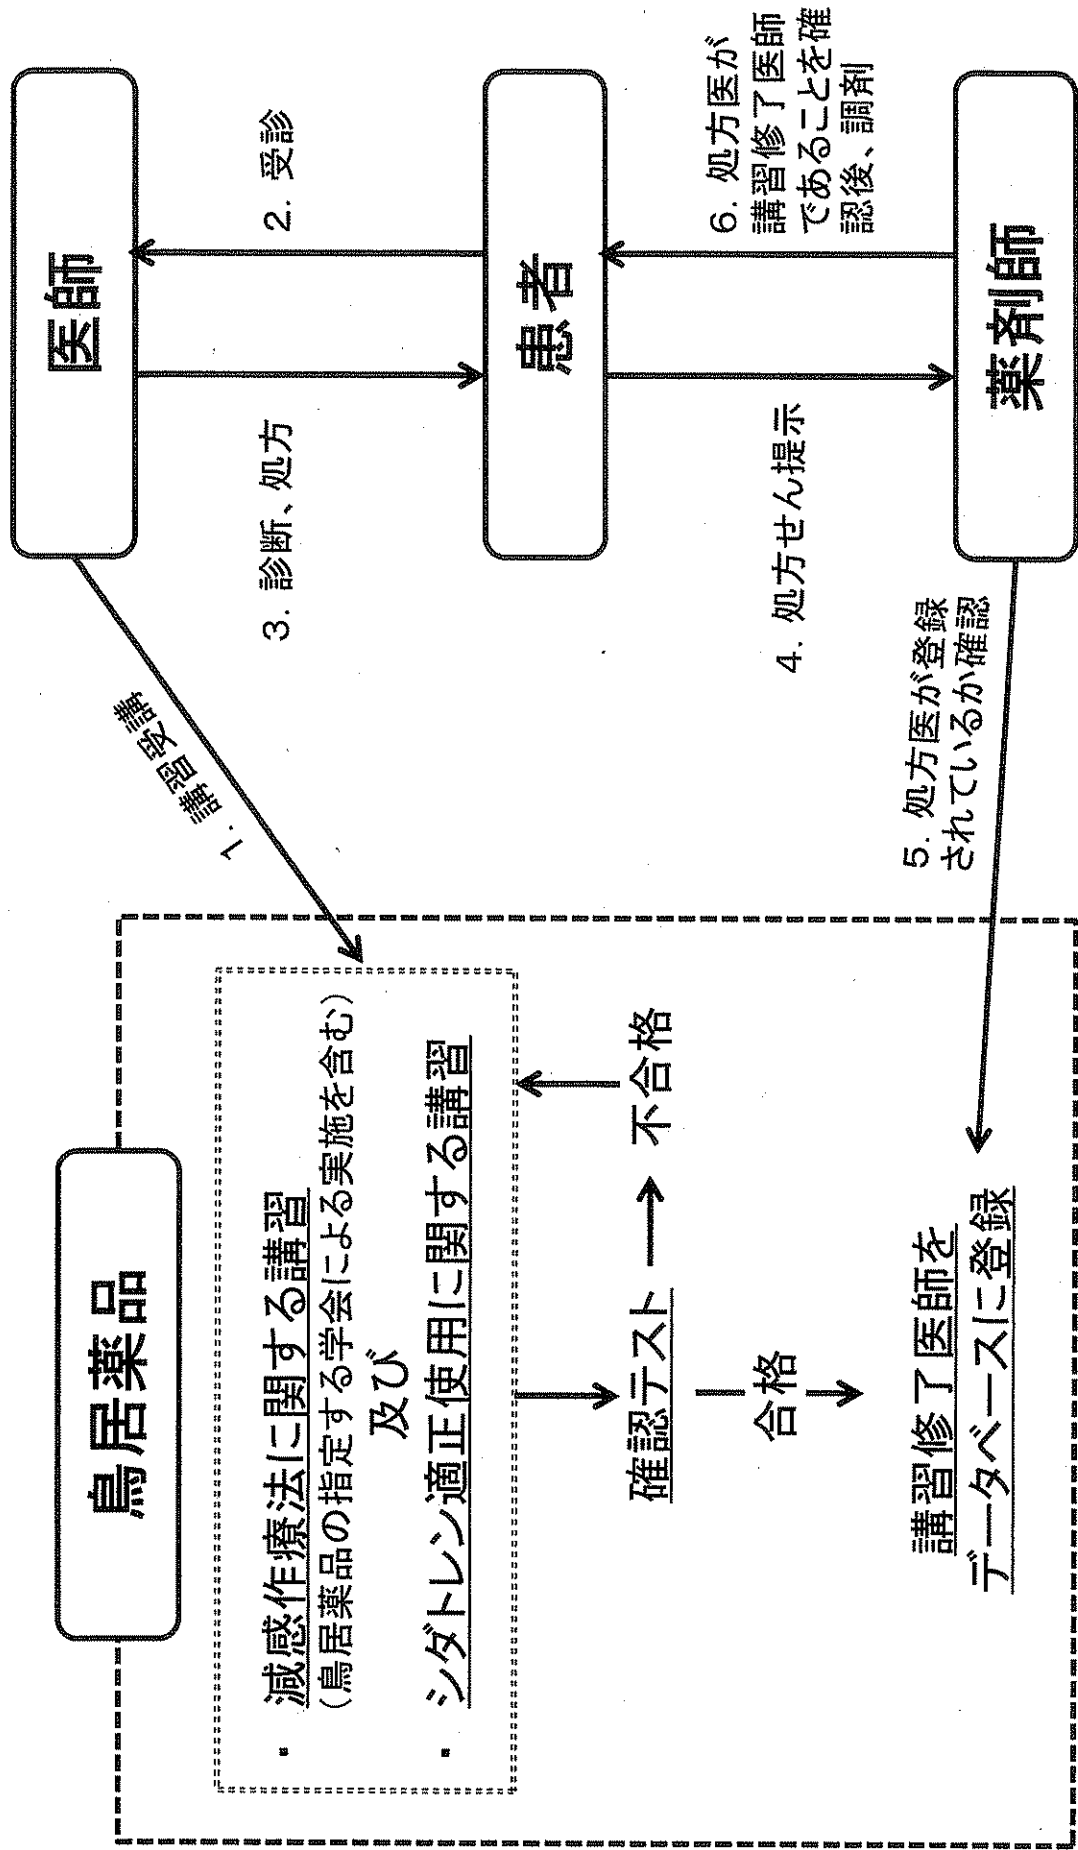 鳥居薬品
・ 減感作療法に関する講習
(鳥居薬品の指定する学会による実施を含む)
及び
・ シダトレン適正使用に関する講習
確認テスト
不合格
合格
講習修了医師を
データベースに登録
1. 講習受講
医師
2. 受診
3. 診断、処方
患者
4. 処方せん提示
5. 処方医が登録
されているか確認
6. 処方医が
講習修了医師
であることを確
認後、調剤
薬剤師